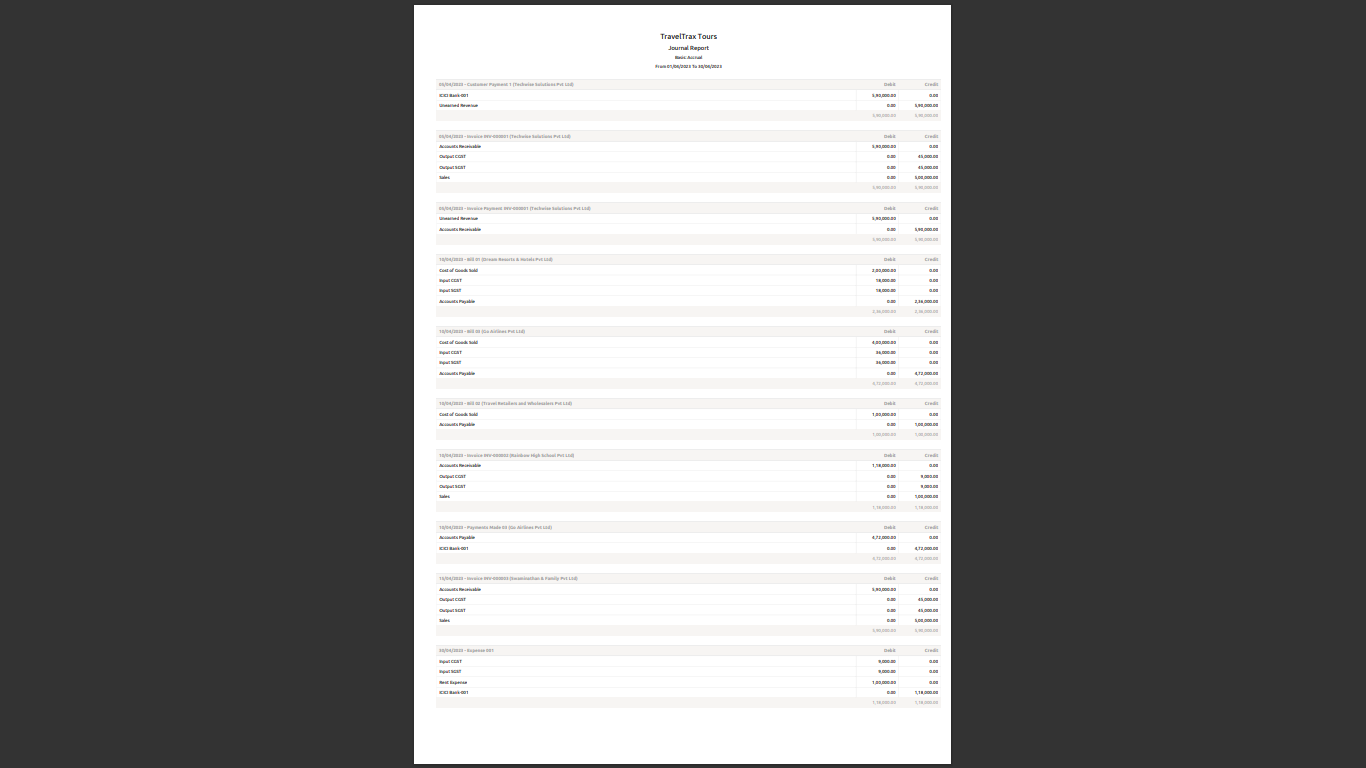 TravelTrax Tours
Journal Report
Basis: Accrual
From 01/04/2023 To 30/04/2023
05/04/2023 - Customer Payment 1 (Techwise Solutions Pvt Ltd) Debit Credit
ICICI Bank-001 5,90,000.00 0.00
Unearned Revenue 0.00 5,90,000.00
5,90,000.00 5,90,000.00
05/04/2023 - Invoice INV-000001 (Techwise Solutions Pvt Ltd) Debit Credit
Accounts Receivable 5,90,000.00 0.00
Output CGST 0.00 45,000.00
Output SGST 0.00 45,000.00
Sales 0.00 5,00,000.00
5,90,000.00 5,90,000.00
05/04/2023 - Invoice Payment INV-000001 (Techwise Solutions Pvt Ltd)
Unearned Revenue 5,90,000.00 0.00
Accounts Receivable 0.00 5,90,000.00
5,90,000.00 5,90,000.00
10/04/2023 - Bill 01 (Dream Resorts & Hotels Pvt Ltd) Debit Credit
Cost of Goods Sold 2,00,000.00 0.00
Input CGST 18,000.00 0.00
Input SGST 18,000.00 0.00
Accounts Payable 0.00 2,36,000.00
2,36,000.00 2,36,000.00
10/04/2023 - Bill 03 (Go Airlines Pvt Ltd) Debit Credit
Cost of Goods Sold 4,00,000.00 0.00
Input CGST 36,000.00 0.00
Input SGST 36,000.00 0.00
Accounts Payable 0.00 4,72,000.00
4,72,000.00 4,72,000.00
10/04/2023 - Bill 02 (Travel Retailers and Wholesalers Pvt Ltd) Debit Credit
Cost of Goods Sold 1,00,000.00 0.00
Accounts Payable 0.00 1,00,000.00
1,00,000.00 1,00,000.00
10/04/2023 - Invoice (Rainbow High School Pvt Ltd) Debit Credit
Accounts Receivable 1,18,000.00 0.00
Output CGST 0.00 9,000.00
Output SGST 0.00 9,000.00
Sales 0.00 1,00,000.00
1,18,000.00 1,18,000.00
10/04/2023 - Payments Made 03 (Go Airlines Pvt Ltd) Debit Credit
Accounts Payable 4,72,000.00 0.00
ICICI Bank-001 0.00 4,72,000.00
4,72,000.00 4,72,000.00
15/04/2023 - Invoice (Swaminathan & Family Pvt Ltd) Debit Credit
Accounts Receivable 5,90,000.00 0.00
Output CGST 0.00 45,000.00
Output SGST 0.00 45,000.00
Sales 0.00 5,00,000.00
5,90,000.00 5,90,000.00
30/04/2023 - Expense 001 Debit Credit
Input CGST 9,000.00 0.00
Input SGST 9,000.00 0.00
Rent Expense 1,00,000.00 0.00
ICICI Bank-001 0.00 1,18,000.00
1,18,000.00 1,18,000.00